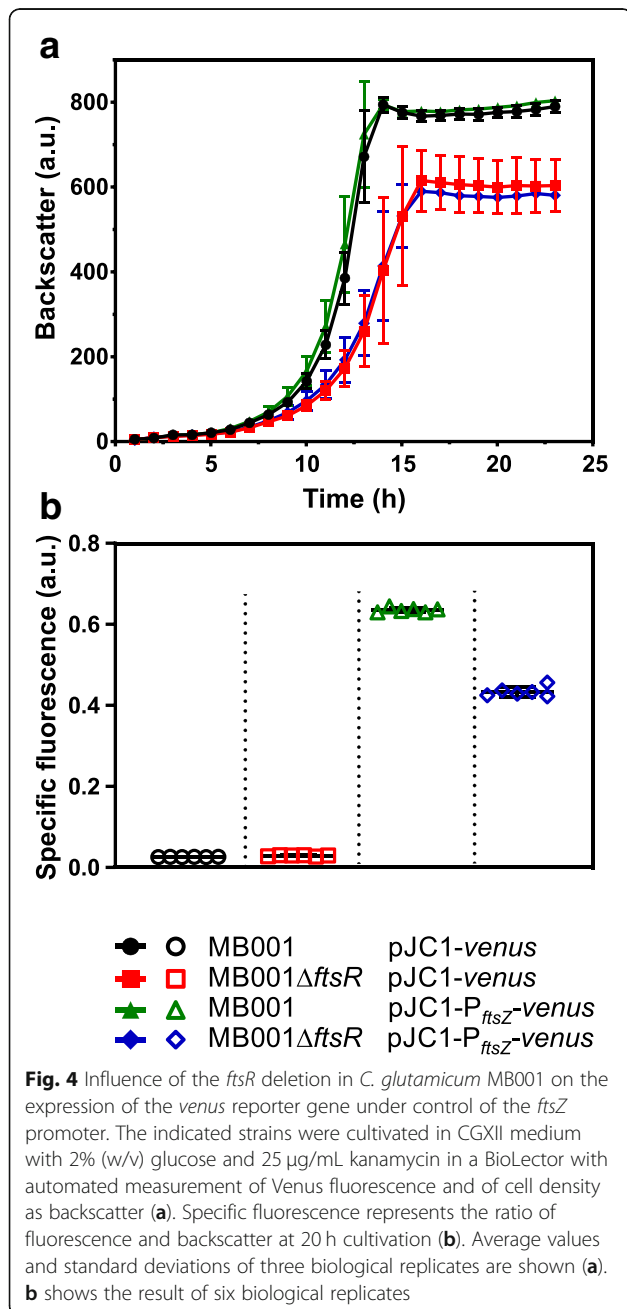 a
800
600
400
200
0
Backscatter (a.u.)
0 5 10 15 20 25
Time (h)
b
0.8
0.6
0.4
0.2
0.0
Specific fluorescence (a.u.)
MB001 pJC1-venus
MB001ΔftsR pJC1-venus
MB001 pJC1-PftsZ-venus
MB001ΔftsR pJC1-PftsZ-venus
Fig. 4 Influence of the ftsR deletion in C. glutamicum MB001 on the
expression of the venus reporter gene under control of the ftsZ
promoter. The indicated strains were cultivated in CGXII medium
with 2% (w/v) glucose and 25 μg/mL kanamycin in a BioLector with
automated measurement of Venus fluorescence and of cell density
as backscatter (a). Specific fluorescence represents the ratio of
fluorescence and backscatter at 20 h cultivation (b). Average values
and standard deviations of three biological replicates are shown (a).
b shows the result of six biological replicates